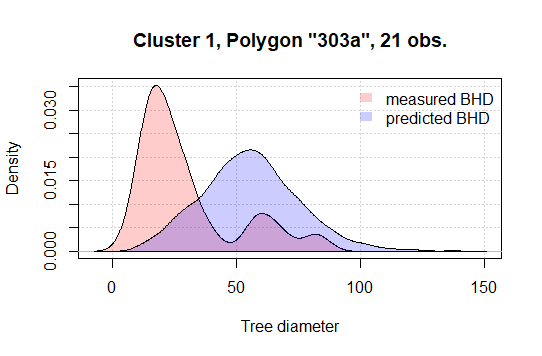 Cluster 1, Polygon "303a", 21 obs.
measured BHD
predicted BHD
Density
0.030
0.015
0.000
0 50 100 150
Tree diameter